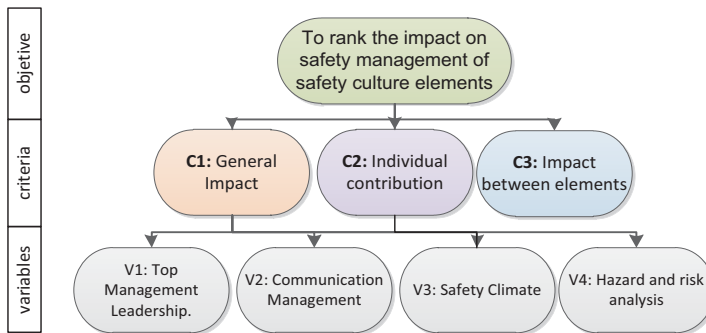 objetive
To rank the impact on
safety management of
safety culture elements
criteria
C1: General
Impact
C2: Individual
contribution
C3: Impact
between elements
variables
V1: Top
Management
Leadership.
V2: Communication
Management
V3: Safety Climate
V4: Hazard and risk
analysis